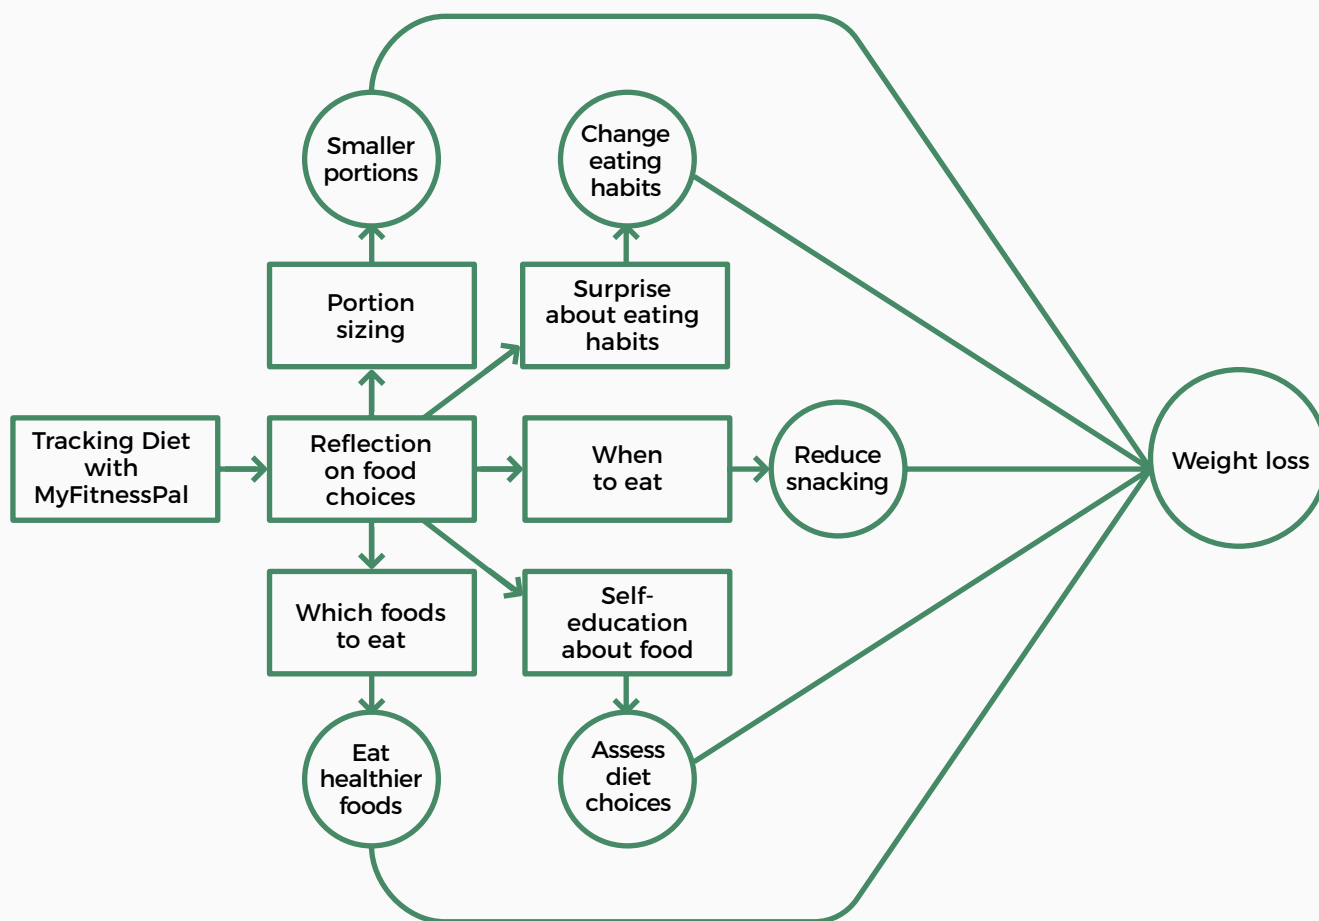 Smaller
portions
Change
eating
habits
Portion
sizing
Surprise
about eating
habits
Tracking Diet
with
MyFitnessPal
Reflection
on food
choices
When
to eat
Reduce
snacking
Weight loss
Which foods
to eat
Self-
education
about food
Eat
healthier
foods
Assess
diet
choices